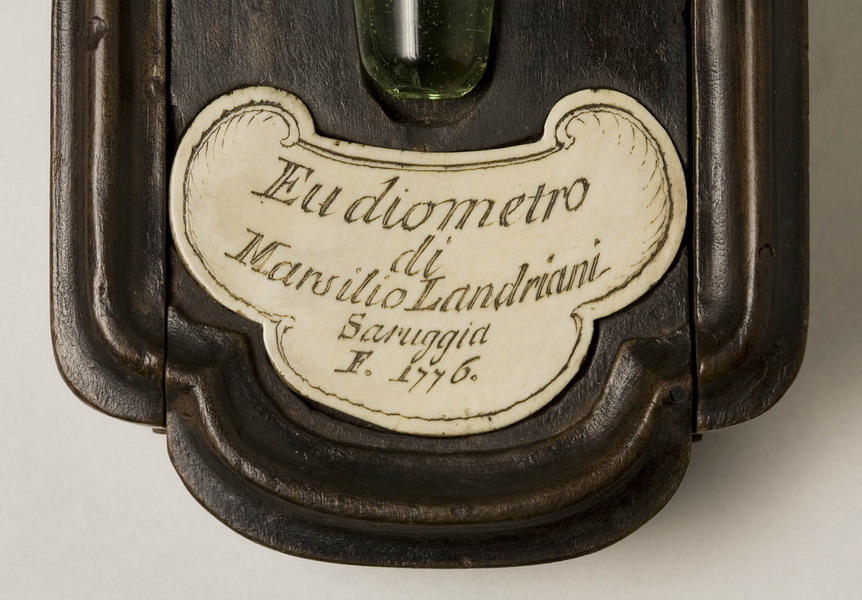 Eudiometro
di
Marsilio Landriani
Saruggia
F. 1776.